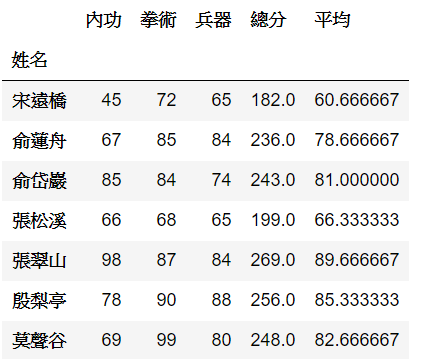 內功 拳術 兵器 總分 平均
姓名
宋遠橋 45 72 65 182.0 60.666667
俞蓮舟 67 85 84 236.0 78.666667
俞岱巖 85 84 74 243.0 81.000000
張松溪 66 68 65 199.0 66.333333
張翠山 98 87 84 269.0 89.666667
殷梨亭 78 90 88 256.0 85.333333
莫聲谷 69 99 80 248.0 82.666667